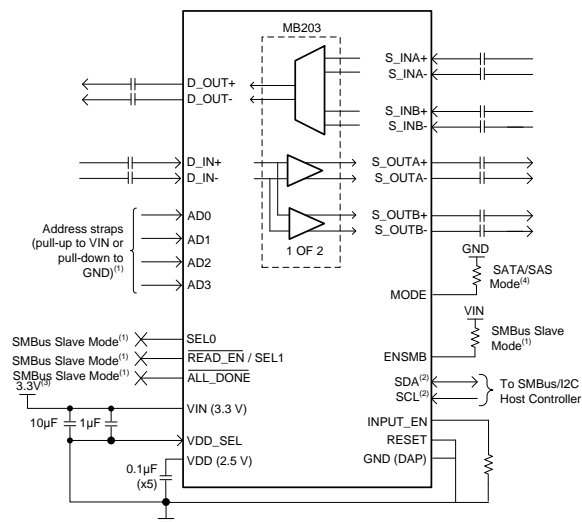 MB203
D_OUT+
D_OUT-
S_INA+
S_INA-
S_INB+
S_INB-
D_IN+
D_IN-
S_OUTA+
S_OUTA-
S_OUTB+
S_OUTB-
1 OF 2
Address straps
(pull-up to VIN or
pull-down to
GND)(1)
AD0
AD1
AD2
AD3
GND
SATA/SAS
Mode(4)
MODE
VIN
SMBus Slave
Mode(1)
ENSMB
SMBus Slave Mode(1)
SEL0
SMBus Slave Mode(1)
READ_EN / SEL1
SMBus Slave Mode(1)
ALL_DONE
SDA(2)
SCL(2)
To SMBus/I2C
Host Controller
3.3V(3)
VIN (3.3 V)
10µF
1µF
VDD_SEL
VDD (2.5 V)
0.1µF
(x5)
INPUT_EN
RESET
GND (DAP)